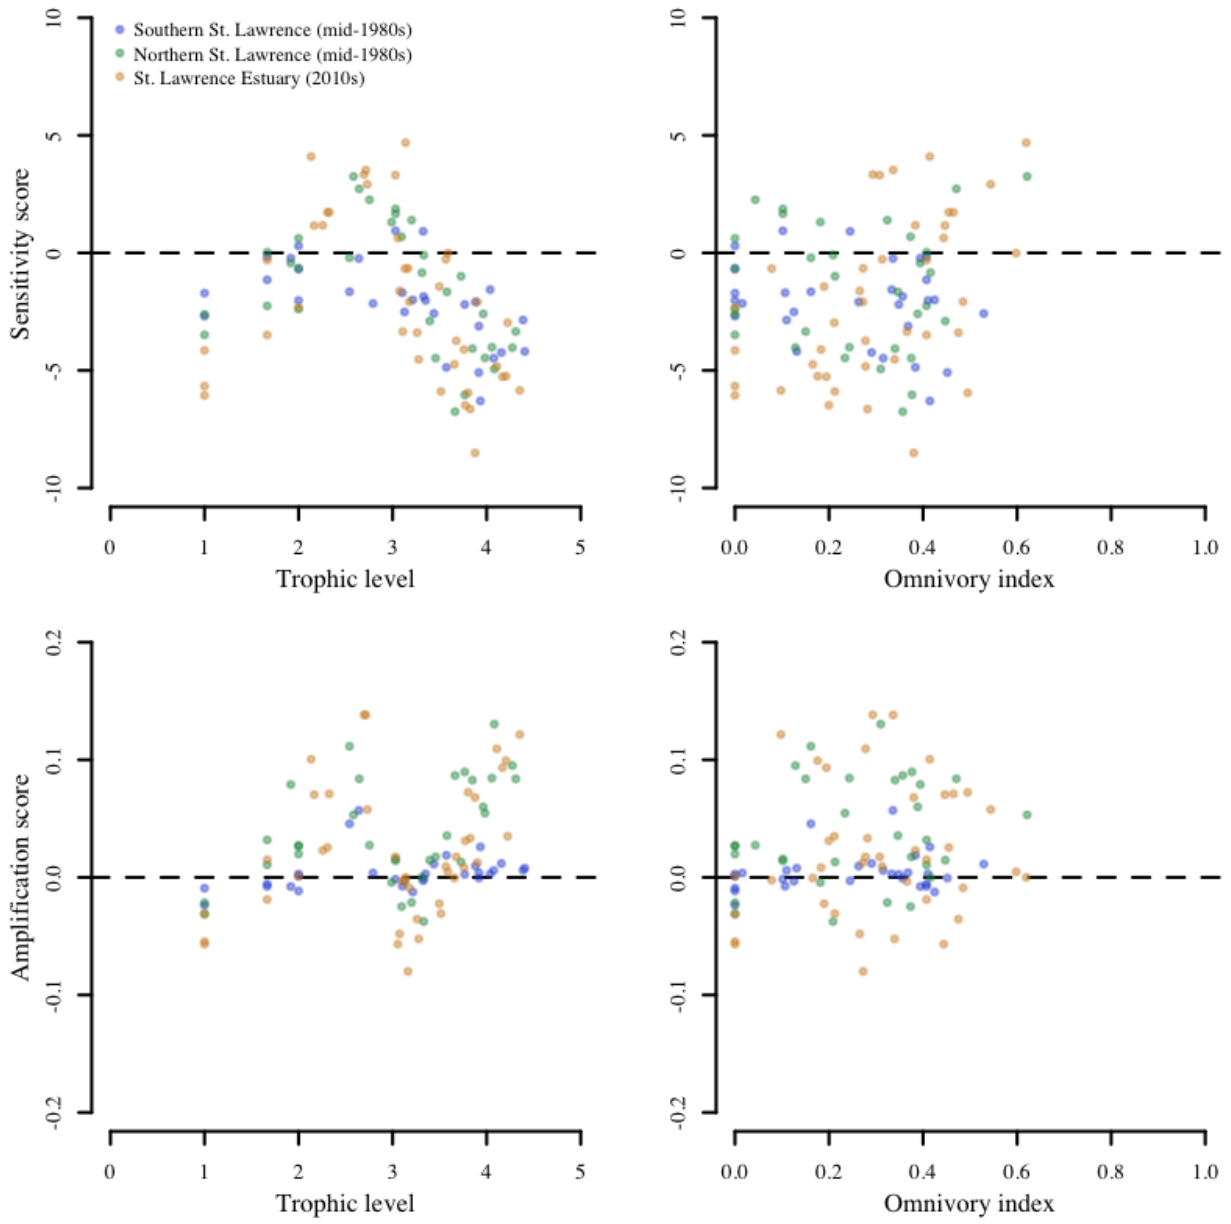 10
5
0
-5
-10
Sensitivity score
Southern St. Lawrence (mid-1980s)
Northern St. Lawrence (mid-1980s)
St. Lawrence Estuary (2010s)
0 1 2 3 4 5
Trophic level
10
5
0
-5
-10
0.0 0.2 0.4 0.6 0.8 1.0
Omnivory index
0.2
0.1
0.0
-0.1
-0.2
Amplification score
0 1 2 3 4 5
Trophic level
0.2
0.1
0.0
-0.1
-0.2
0.0 0.2 0.4 0.6 0.8 1.0
Omnivory index